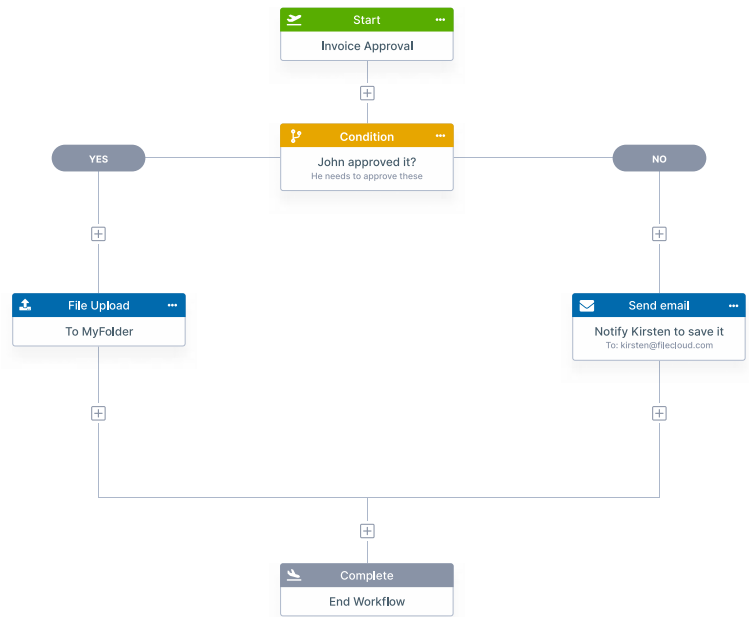 Start
Invoice Approval
Condition
John approved it?
He needs to approve these
YES
NO
File Upload
To MyFolder
Send email
Notify Kirsten to save it
To: kirsten@filecloud.com
Complete
End Workflow